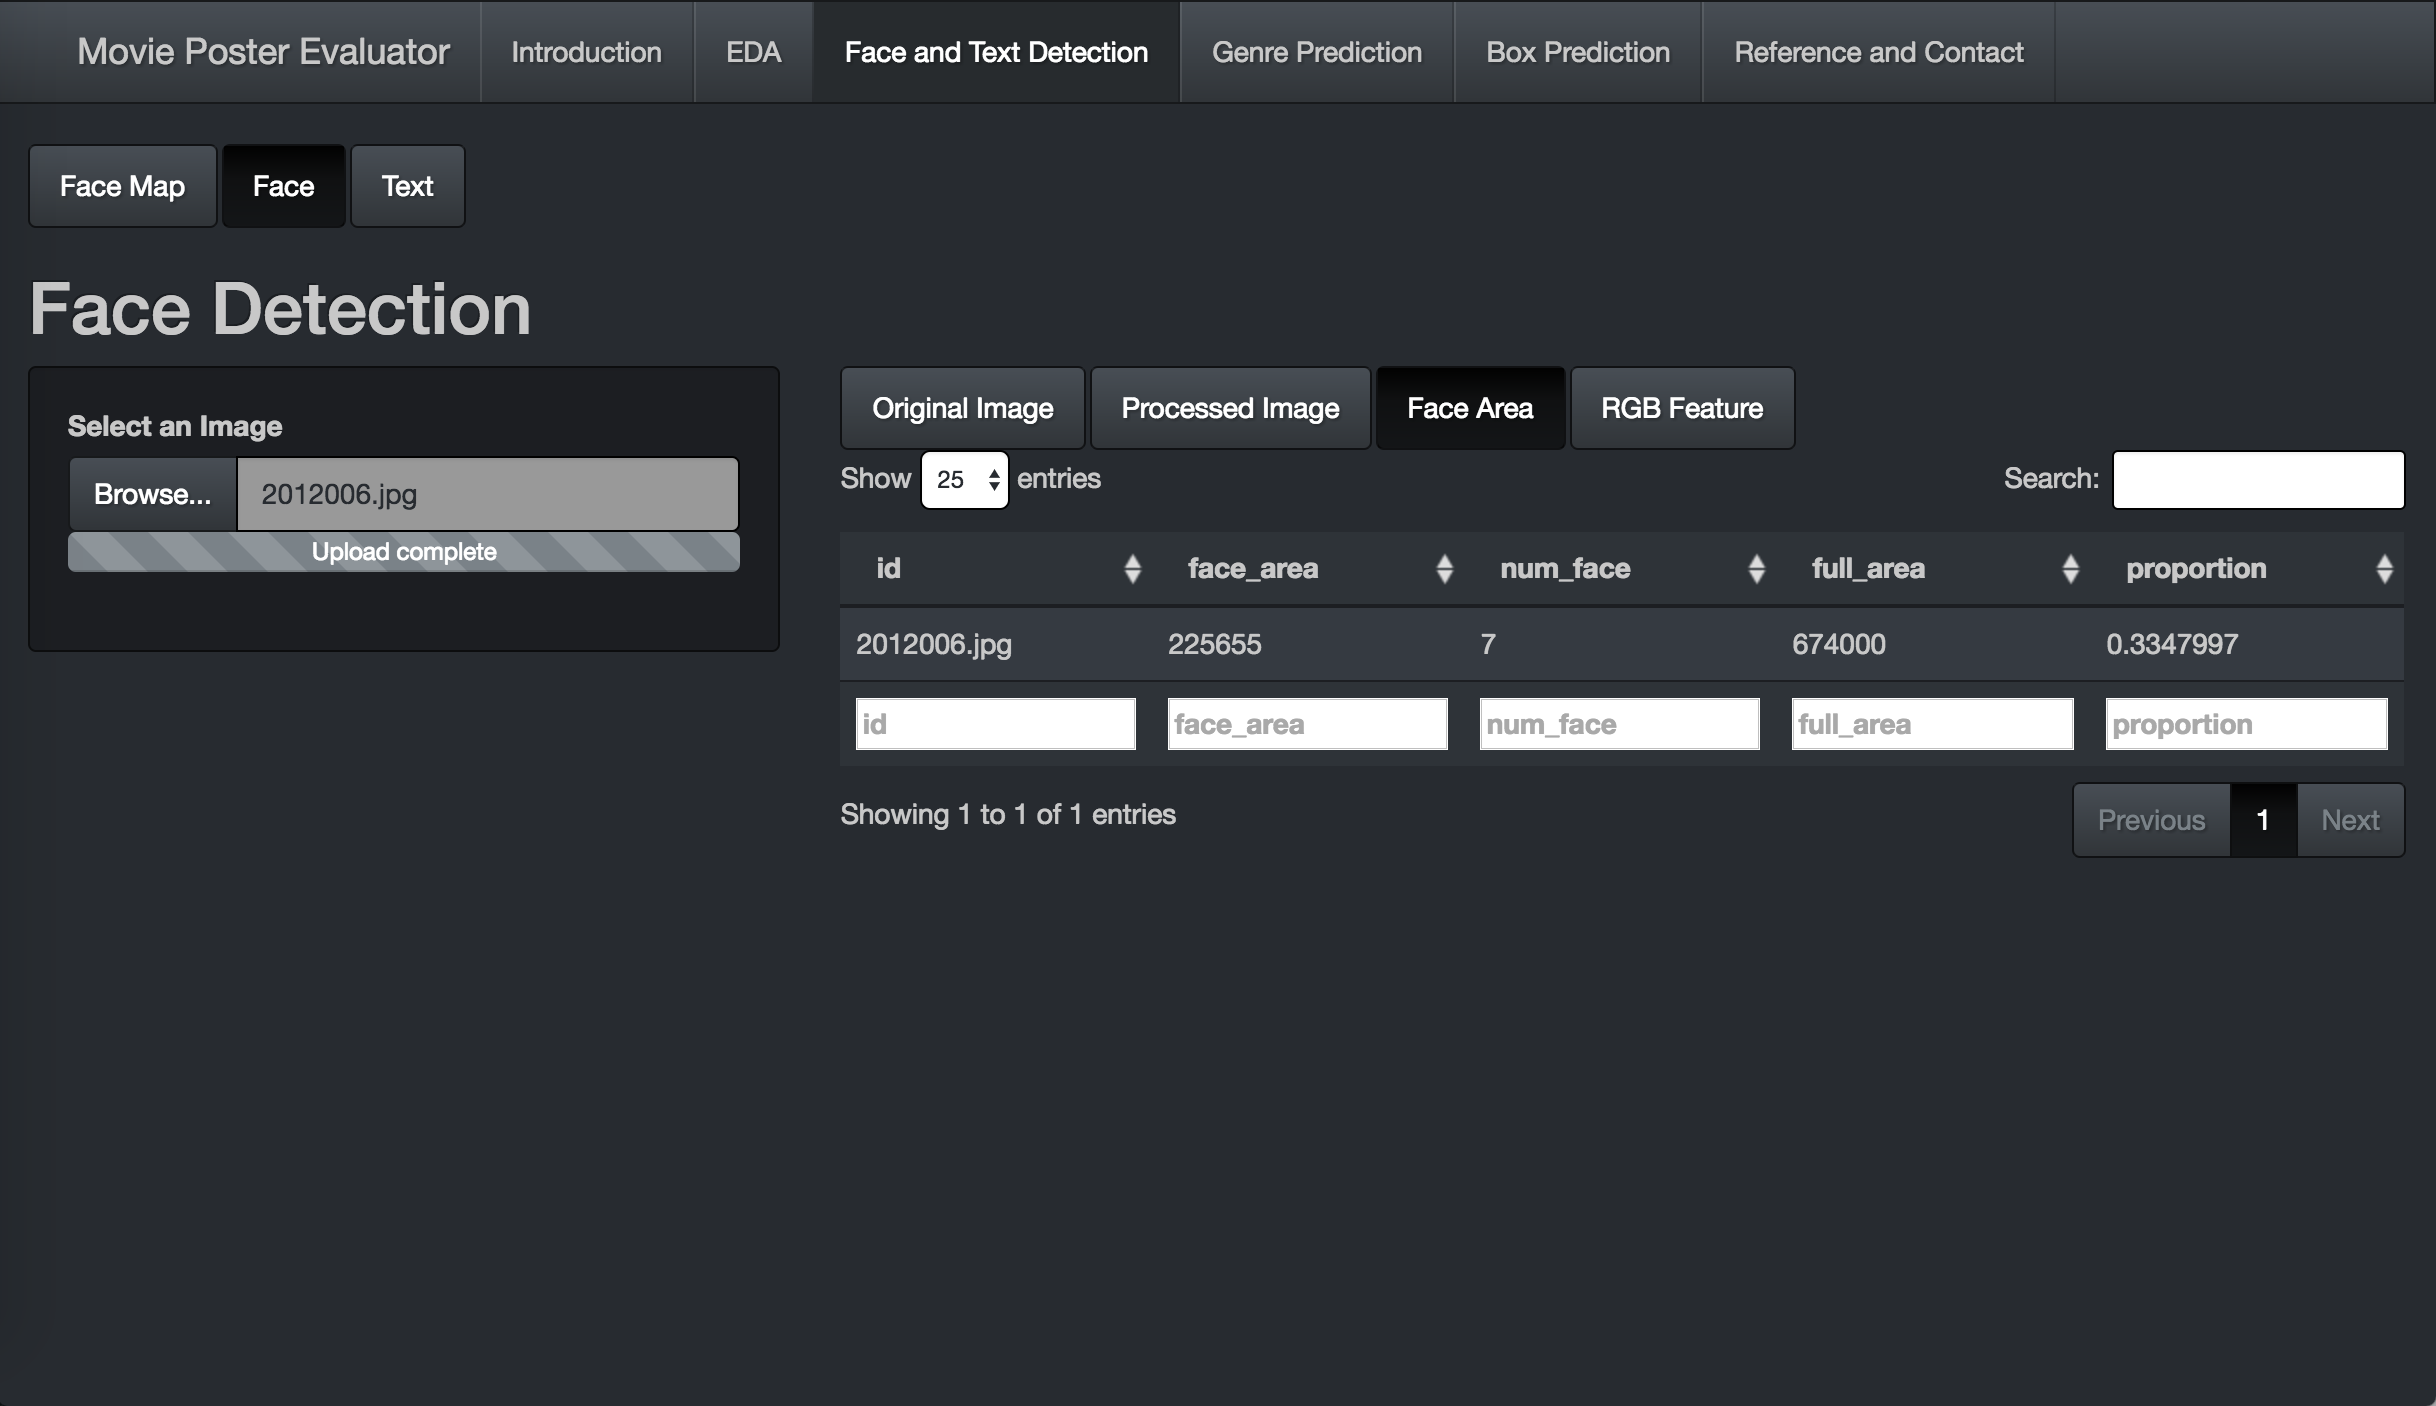 Movie Poster Evaluator Introduction EDA Face and Text Detection Genre Prediction Box Prediction Reference and Contact
Face Map Face Text
Face Detection
Select an Image
Browse... 2012006.jpg
Upload complete
Original Image Processed Image Face Area RGB Feature
Show 25 entries Search:
id face_area num_face full_area proportion
2012006.jpg 225655 7 674000 0.3347997
id face_area num_face full_area proportion
Showing 1 to 1 of 1 entries Previous 1 Next